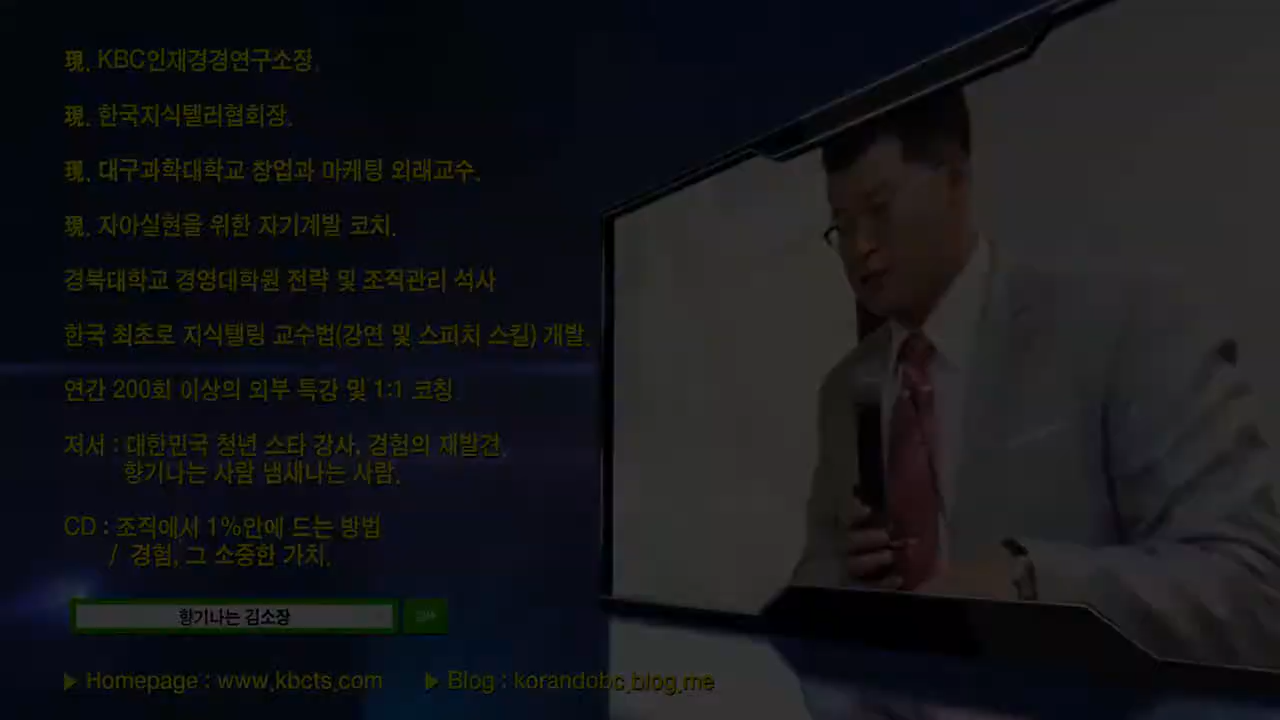 現. KBC인재경경연구소장.
現. 한국지식텔러협회장.
現. 대구과학대학교 창업과 마케팅 외래교수.
現. 자아실현을 위한 자기계발 코치.
경북대학교 경영대학원 전략 및 조직관리 석사
한국 최초로 지식텔링 교수법(강연 및 스피치 스킬) 개발.
연간 200회 이상의 외부 특강 및 1:1 코칭.
저서 : 대한민국 청년 스타 강사. 경험의 재발견.
향기나는 사람 냄새나는 사람.
CD : 조직에서 1%안에 드는 방법
/ 경험, 그 소중한 가치.
향기나는 김소장
▶ Homepage : www.kbcts.com ▶ Blog : korandobc.blog.me